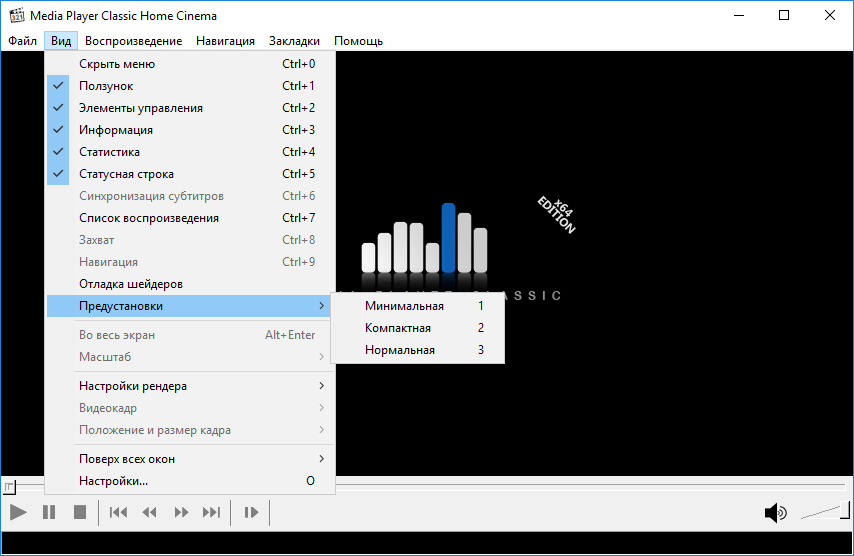 Media Player Classic Home Cinema
Файл Вид Воспроизведение Навигация Закладки Помощь
Скрыть меню Ctrl+0
Ползунок Ctrl+1
Элементы управления Ctrl+2
Информация Ctrl+3
Статистика Ctrl+4
Статусная строка Ctrl+5
Синхронизация субтитров Ctrl+6
Список воспроизведения Ctrl+7
Захват Ctrl+8
Навигация Ctrl+9
Отладка шейдеров
Предустановки
Минимальная 1
Компактная 2
Нормальная 3
Во весь экран Alt+Enter
Масштаб
Настройки рендера
Видеокадр
Положение и размер кадра
Поверх всех окон
Настройки... O
x64
EDITION
ASSIC
321